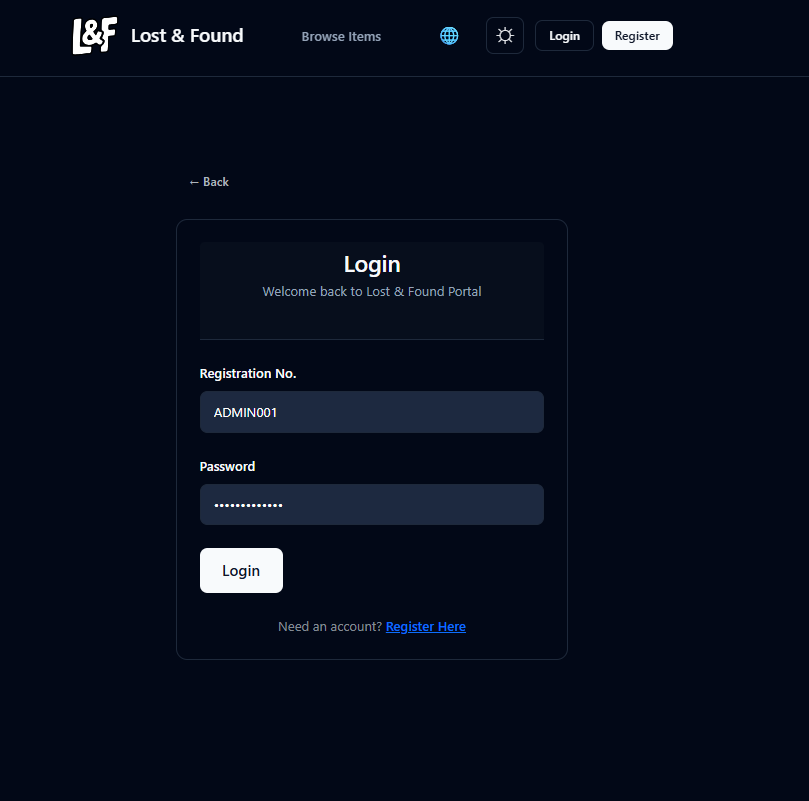 L&F Lost & Found Browse Items Login Register
← Back
Login
Welcome back to Lost & Found Portal
Registration No.
ADMIN001
Password
•••••••••••••
Login
Need an account? Register Here